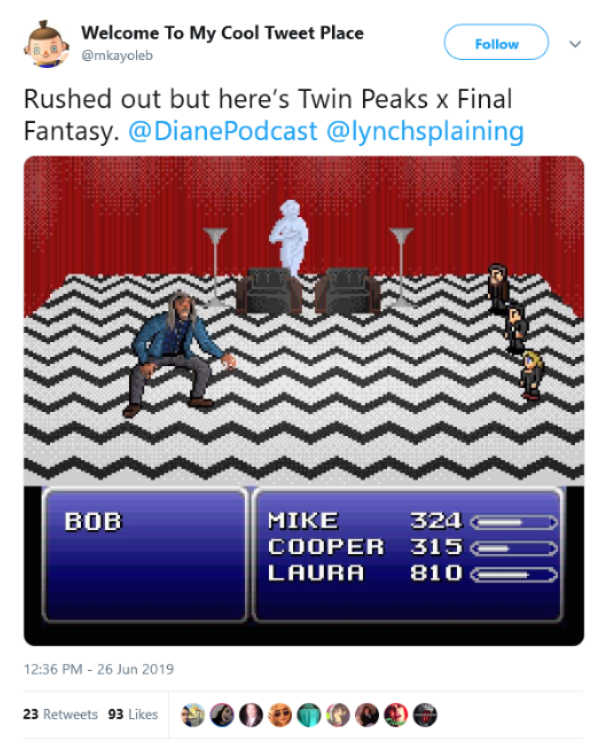 Welcome To My Cool Tweet Place
@mkayoleb
Follow
Rushed out but here's Twin Peaks x Final
Fantasy. @DianePodcast @lynchsplaining
BOB
MIKE 324
COOPER 315
LAURA 810
12:36 PM - 26 Jun 2019
23 Retweets 93 Likes